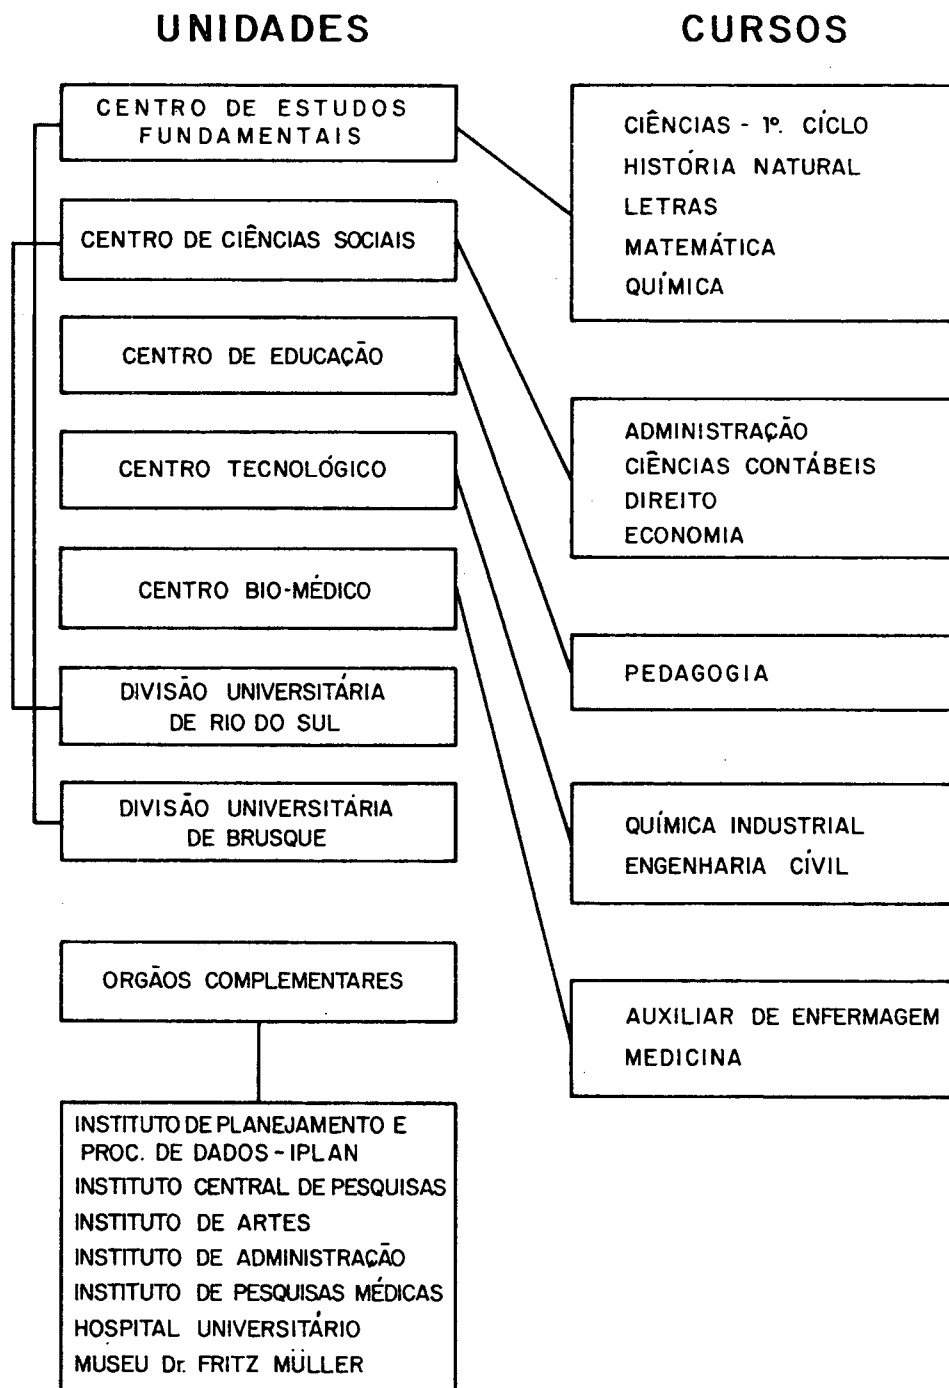 UNIDADES
CENTRO DE ESTUDOS
FUNDAMENTAIS
CENTRO DE CIÊNCIAS SOCIAIS
CENTRO DE EDUCAÇÃO
CENTRO TECNOLÓGICO
CENTRO BIO-MÉDICO
DIVISÃO UNIVERSITÁRIA
DE RIO DO SUL
DIVISÃO UNIVERSITÁRIA
DE BRUSQUE
ORGÃOS COMPLEMENTARES
INSTITUTO DE PLANEJAMENTO E
PROC. DE DADOS - IPLAN
INSTITUTO CENTRAL DE PESQUISAS
INSTITUTO DE ARTES
INSTITUTO DE ADMINISTRAÇÃO
INSTITUTO DE PESQUISAS MÉDICAS
HOSPITAL UNIVERSITÁRIO
MUSEU Dr. FRITZ MÜLLER
CURSOS
CIÊNCIAS - 1º. CÍCLO
HISTÓRIA NATURAL
LETRAS
MATEMÁTICA
QUÍMICA
ADMINISTRAÇÃO
CIÊNCIAS CONTÁBEIS
DIREITO
ECONOMIA
PEDAGOGIA
QUÍMICA INDUSTRIAL
ENGENHARIA CÍVIL
AUXILIAR DE ENFERMAGEM
MEDICINA